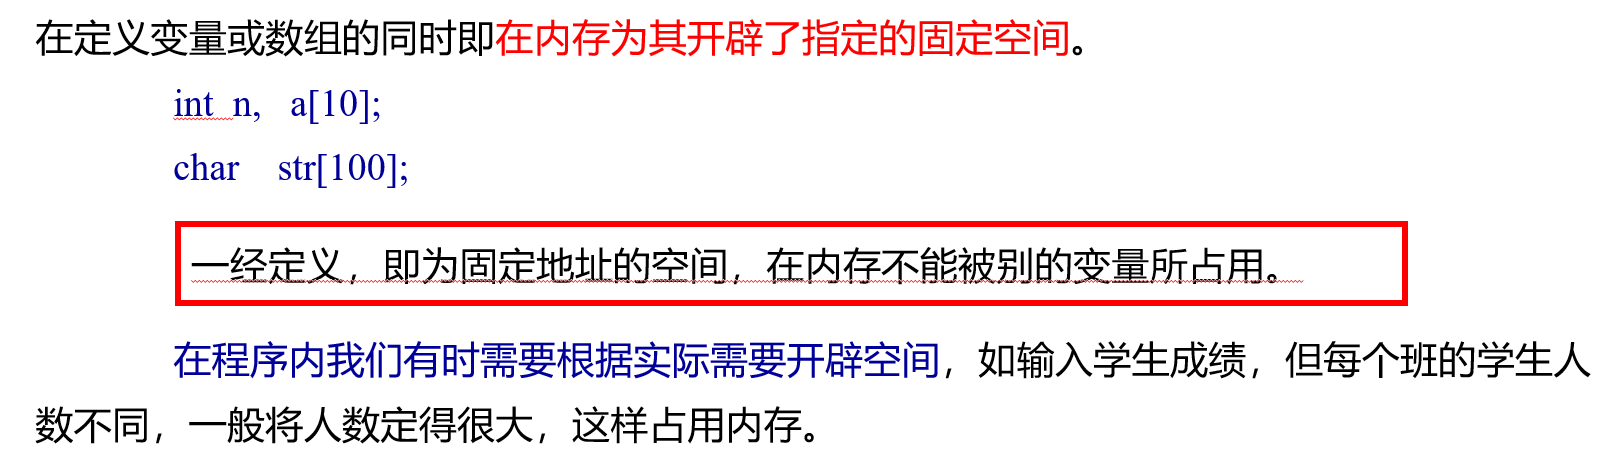 在定义变量或数组的同时即在内存为其开辟了指定的固定空间。
int n, a[10];
char str[100];
一经定义，即为固定地址的空间，在内存不能被别的变量所占用。
在程序内我们有时需要根据实际需要开辟空间，如输入学生成绩，但每个班的学生人
数不同，一般将人数定得很大，这样占用内存。